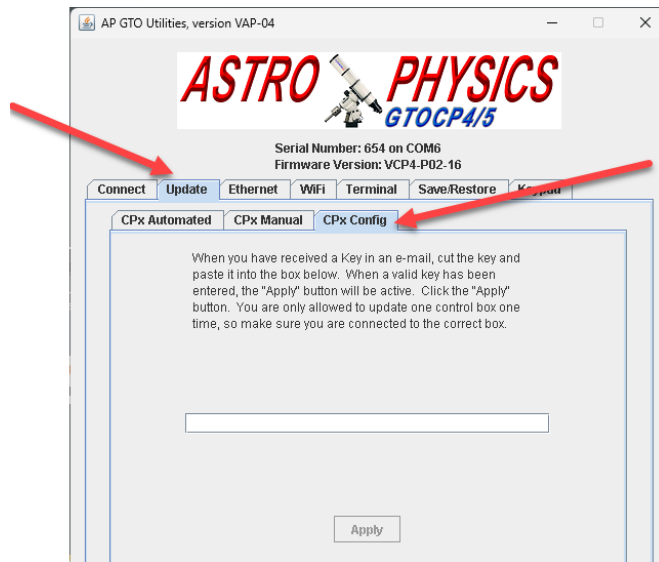 AP GTO Utilities, version VAP-04
ASTRO PHYSICS
GTOCP4/5
Serial Number: 654 on COM6
Firmware Version: VCP4-P02-16
Connect Update Ethernet WiFi Terminal Save/Restore Keypad
CPx Automated CPx Manual CPx Config
When you have received a Key in an e-mail, cut the key and
paste it into the box below. When a valid key has been
entered, the "Apply" button will be active. Click the "Apply"
button. You are only allowed to update one control box one
time, so make sure you are connected to the correct box.
Apply